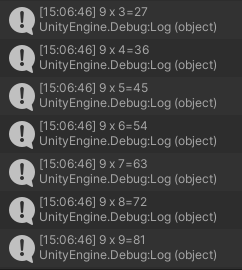 [15:06:46] 9 x 3=27
UnityEngine.Debug:Log (object)
[15:06:46] 9 x 4=36
UnityEngine.Debug:Log (object)
[15:06:46] 9 x 5=45
UnityEngine.Debug:Log (object)
[15:06:46] 9 x 6=54
UnityEngine.Debug:Log (object)
[15:06:46] 9 x 7=63
UnityEngine.Debug:Log (object)
[15:06:46] 9 x 8=72
UnityEngine.Debug:Log (object)
[15:06:46] 9 x 9=81
UnityEngine.Debug:Log (object)